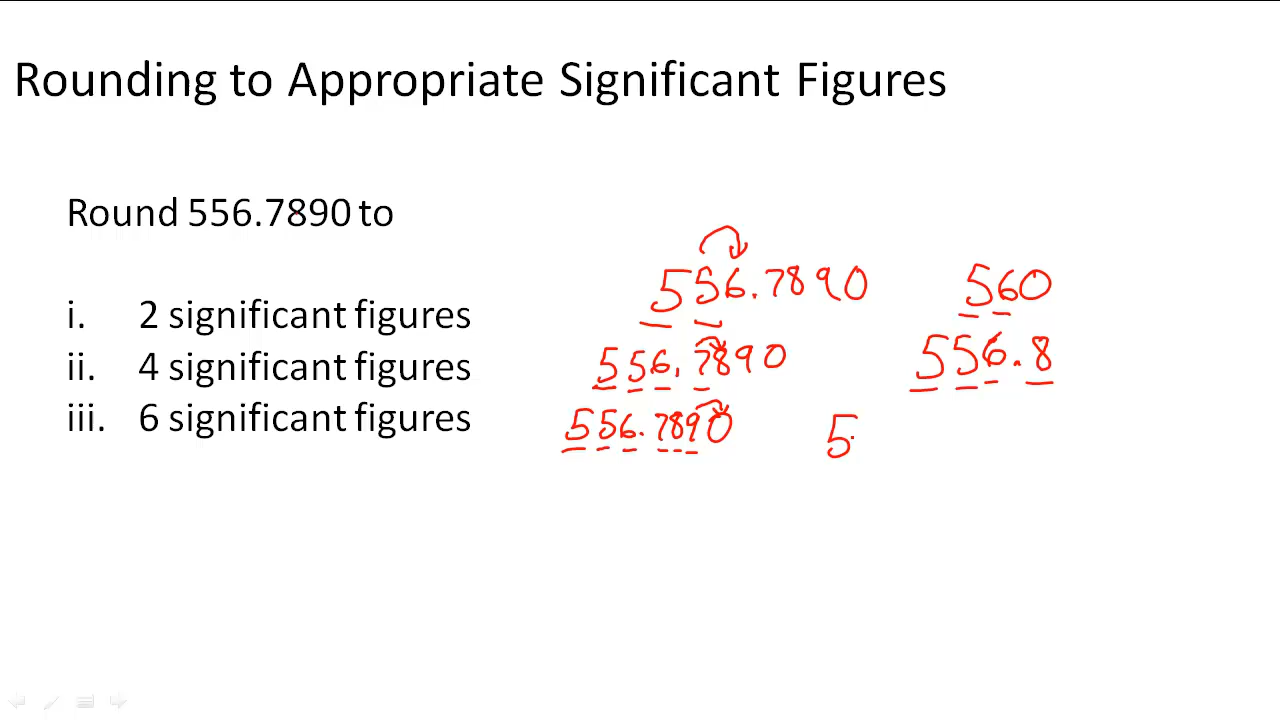 Rounding to Appropriate Significant Figures
Round 556.7890 to
i. 2 significant figures
ii. 4 significant figures
iii. 6 significant figures
556.7890 560
556.7890 556.8
556.7890 5